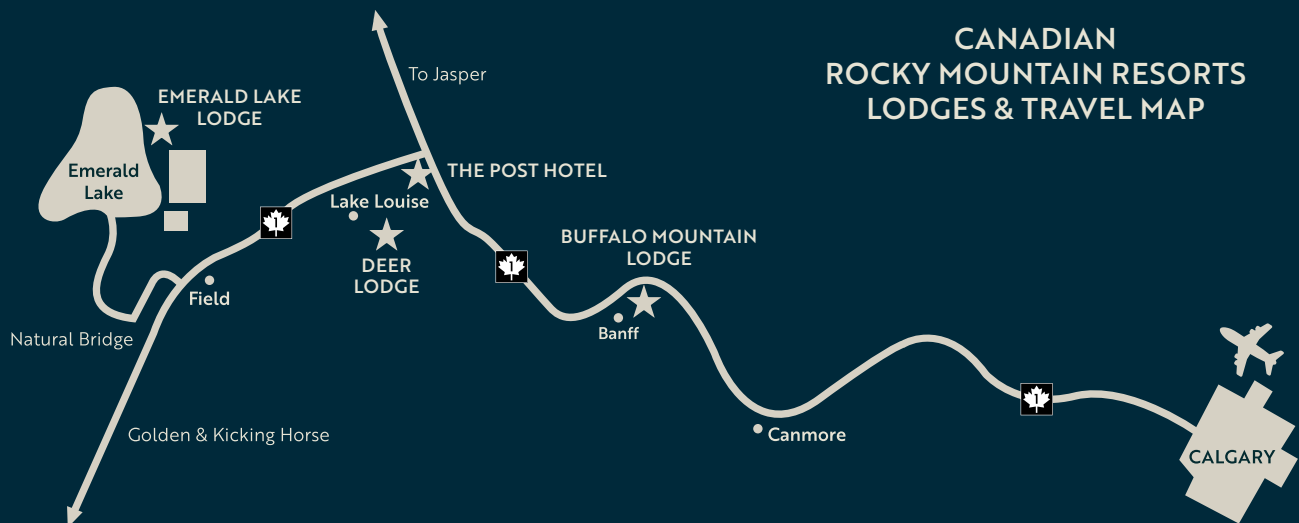 CANADIAN
ROCKY MOUNTAIN RESORTS
LODGES & TRAVEL MAP
To Jasper
EMERALD LAKE
LODGE
Emerald
Lake
THE POST HOTEL
Lake Louise
1
DEER
LODGE
BUFFALO MOUNTAIN
LODGE
1
Field
Natural Bridge
Banff
1
Golden & Kicking Horse
Canmore
CALGARY